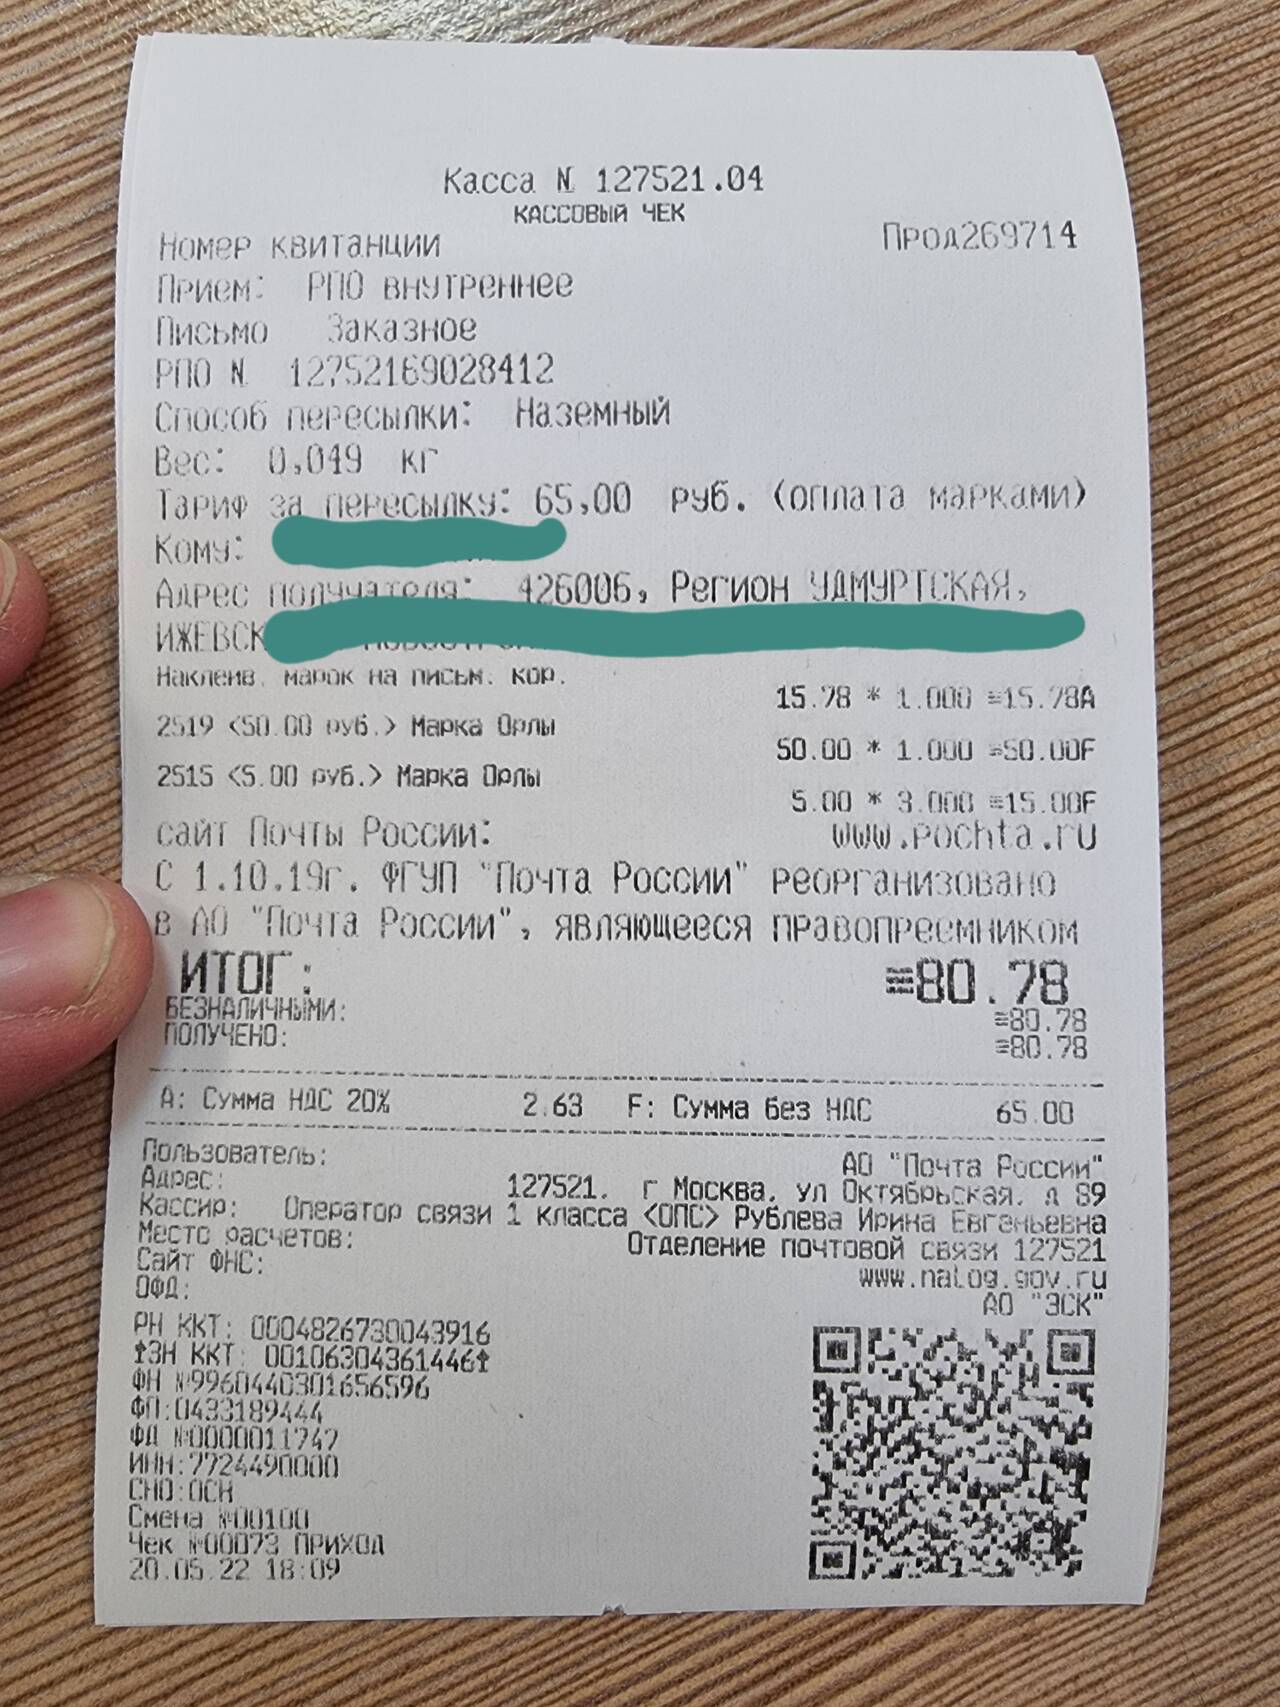 Касса № 127521.04
КАССОВЫЙ ЧЕК
Номер квитанции Прод269714
Прием: РПО внутреннее
Письмо Заказное
РПО № 12752169028412
Способ пересылки: Наземный
Вес: 0,049 кг
Тариф за пересылку: 65,00 руб. (оплата марками)
Кому:
Адрес получателя: 426006, Регион УДМУРТСКАЯ,
ИЖЕВСК
Наклеив. марок на письм. кор.
15.78 * 1.000 =15.78А
2519 <50.00 руб.> Марка Орлы
50.00 * 1.000 =50.00F
2515 <5.00 руб.> Марка Орлы
5.00 * 3.000 =15.00F
сайт Почты России: www.pochta.ru
С 1.10.19г. ФГУП "Почта России" реорганизовано
в АО "Почта России", являющееся правопреемником
ИТОГ: =80.78
БЕЗНАЛИЧНЫМИ: =80.78
ПОЛУЧЕНО: =80.78
А: Сумма НДС 20% 2.63 F: Сумма без НДС 65.00
Пользователь: АО "Почта России"
Адрес: 127521, г Москва, ул Октябрьская, д 89
Кассир: Оператор связи 1 класса <ОПС> Рублева Ирина Евгеньевна
Место расчетов: Отделение почтовой связи 127521
Сайт ФНС: www.nalog.gov.ru
ОФД: АО "ЭСК"
РН ККТ: 0004826730043916
↑ЗН ККТ: 00106304361446↑
ФН №9960440301656596
ФП:0433189444
ФД №0000011747
ИНН:7724490000
СНО:ОСН
Смена №00100
Чек №00073 ПРИХОД
20.05.22 18:09